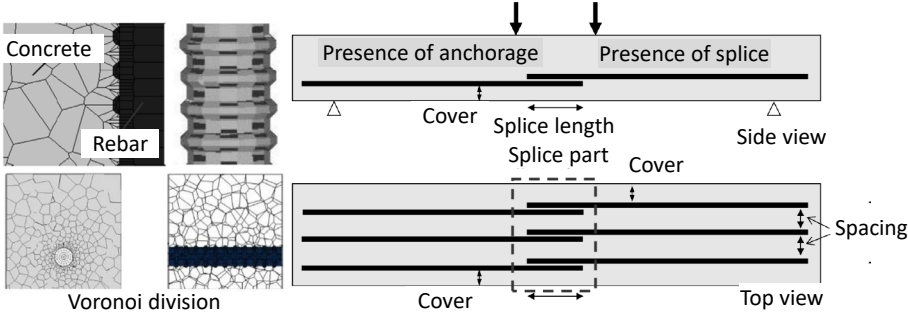 Concrete
Rebar
Voronoi division
Presence of anchorage
Presence of splice
Cover
Splice length
Side view
Splice part
Cover
Spacing
Cover
Top view